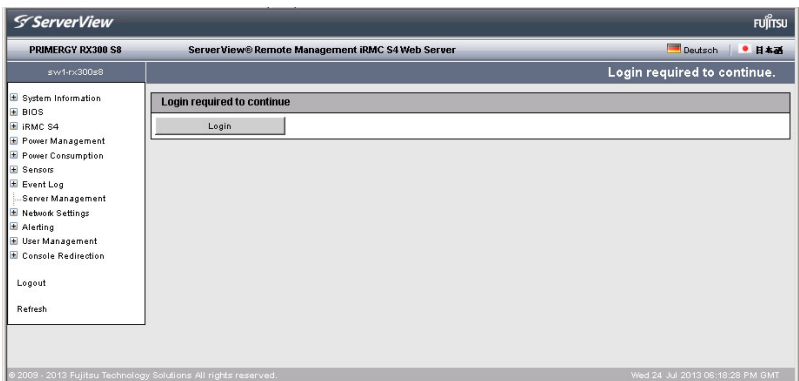 ServerView
FUJITSU
PRIMERGY RX300 S8
ServerView® Remote Management iRMC S4 Web Server
Deutsch
日本語
sw1-rx300s8
Login required to continue.
System Information
BIOS
iRMC S4
Power Management
Power Consumption
Sensors
Event Log
Server Management
Network Settings
Alerting
User Management
Console Redirection
Logout
Refresh
Login required to continue
Login
© 2009 - 2013 Fujitsu Technology Solutions All rights reserved.
Wed 24 Jul 2013 06:18:28 PM GMT